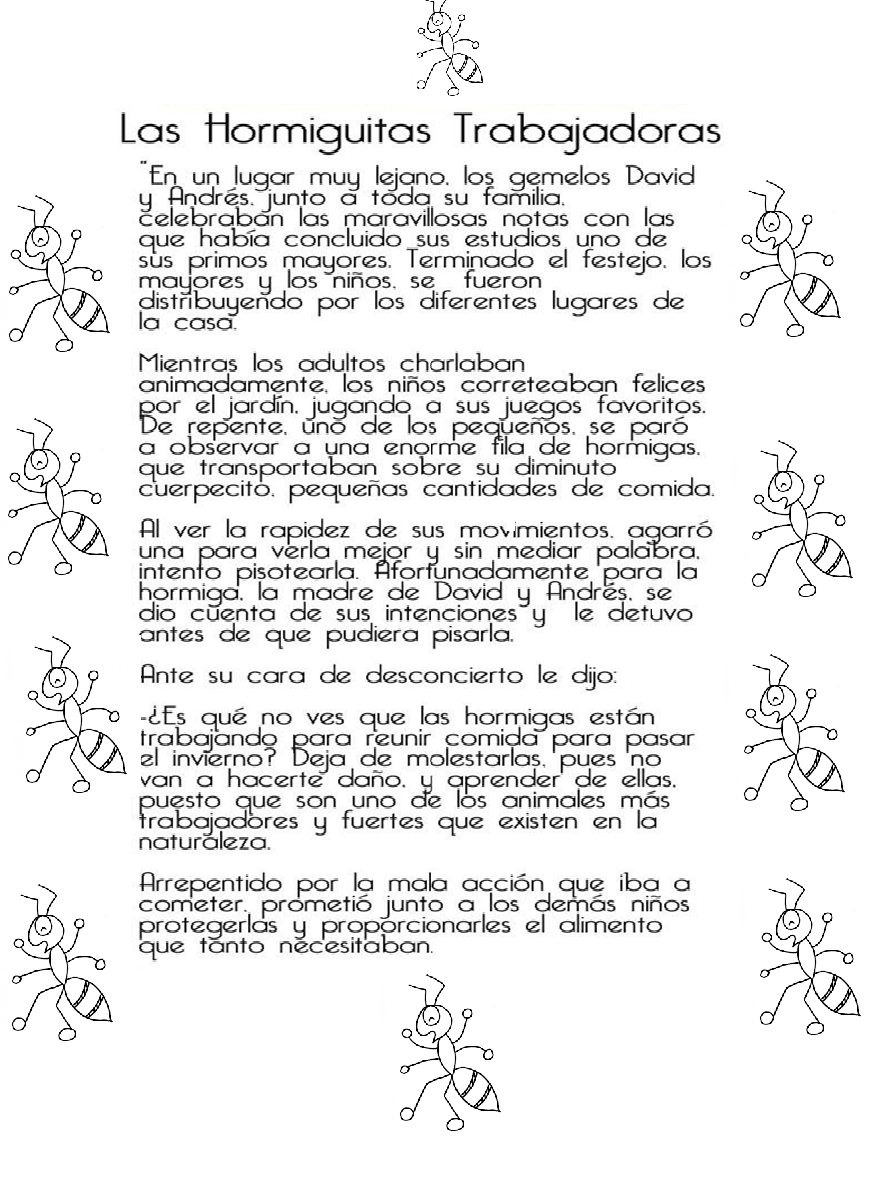 Las Hormiguitas Trabajadoras
"En un lugar muy lejano, los gemelos David
y Andrés, junto a toda su familia,
celebraban las maravillosas notas con las
que había concluido sus estudios uno de
sus primos mayores. Terminado el festejo, los
mayores y los niños, se fueron
distribuyendo por los diferentes lugares de
la casa.
Mientras los adultos charlaban
animadamente, los niños correteaban felices
por el jardín, jugando a sus juegos favoritos.
De repente, uno de los pequeños, se paró
a observar a una enorme fila de hormigas,
que transportaban sobre su diminuto
cuerpecito, pequeñas cantidades de comida.
Al ver la rapidez de sus movimientos, agarró
una para verla mejor y sin mediar palabra,
intento pisotearla. Afortunadamente para la
hormiga, la madre de David y Andrés, se
dio cuenta de sus intenciones y le detuvo
antes de que pudiera pisarla.
Ante su cara de desconcierto le dijo:
-¿Es qué no ves que las hormigas están
trabajando para reunir comida para pasar
el invierno? Deja de molestarlas, pues no
van a hacerte daño, y aprender de ellas,
puesto que son uno de los animales más
trabajadores y fuertes que existen en la
naturaleza.
Arrepentido por la mala acción que iba a
cometer, prometió junto a los demás niños
protegerlas y proporcionarles el alimento
que tanto necesitaban.